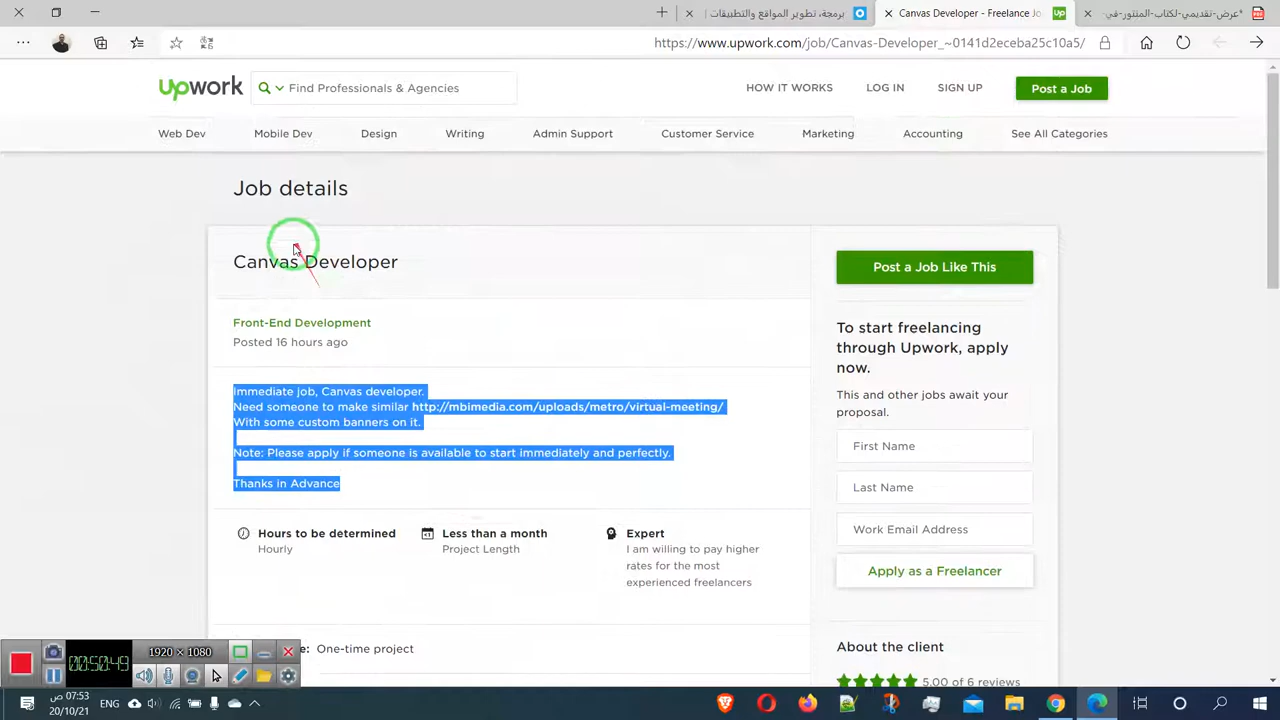 برمجة، تطوير المواقع والتطبيقات |
Canvas Developer - Freelance Jo
*عرض-تقديمي-لكتاب-المنثور-في
https://www.upwork.com/job/Canvas-Developer_~0141d2eceba25c10a5/
upwork
Find Professionals & Agencies
HOW IT WORKS
LOG IN
SIGN UP
Post a Job
Web Dev
Mobile Dev
Design
Writing
Admin Support
Customer Service
Marketing
Accounting
See All Categories
Job details
Canvas Developer
Front-End Development
Posted 16 hours ago
Immediate job, Canvas developer.
Need someone to make similar http://mbimedia.com/uploads/metro/virtual-meeting/
With some custom banners on it.
Note: Please apply if someone is available to start immediately and perfectly.
Thanks in Advance
Hours to be determined
Hourly
Less than a month
Project Length
Expert
I am willing to pay higher
rates for the most
experienced freelancers
e: One-time project
Post a Job Like This
To start freelancing
through Upwork, apply
now.
This and other jobs await your
proposal.
First Name
Last Name
Work Email Address
Apply as a Freelancer
About the client
5.00 of 6 reviews
00:50:49
1920 × 1080
07:53 ص
20/10/21
ENG